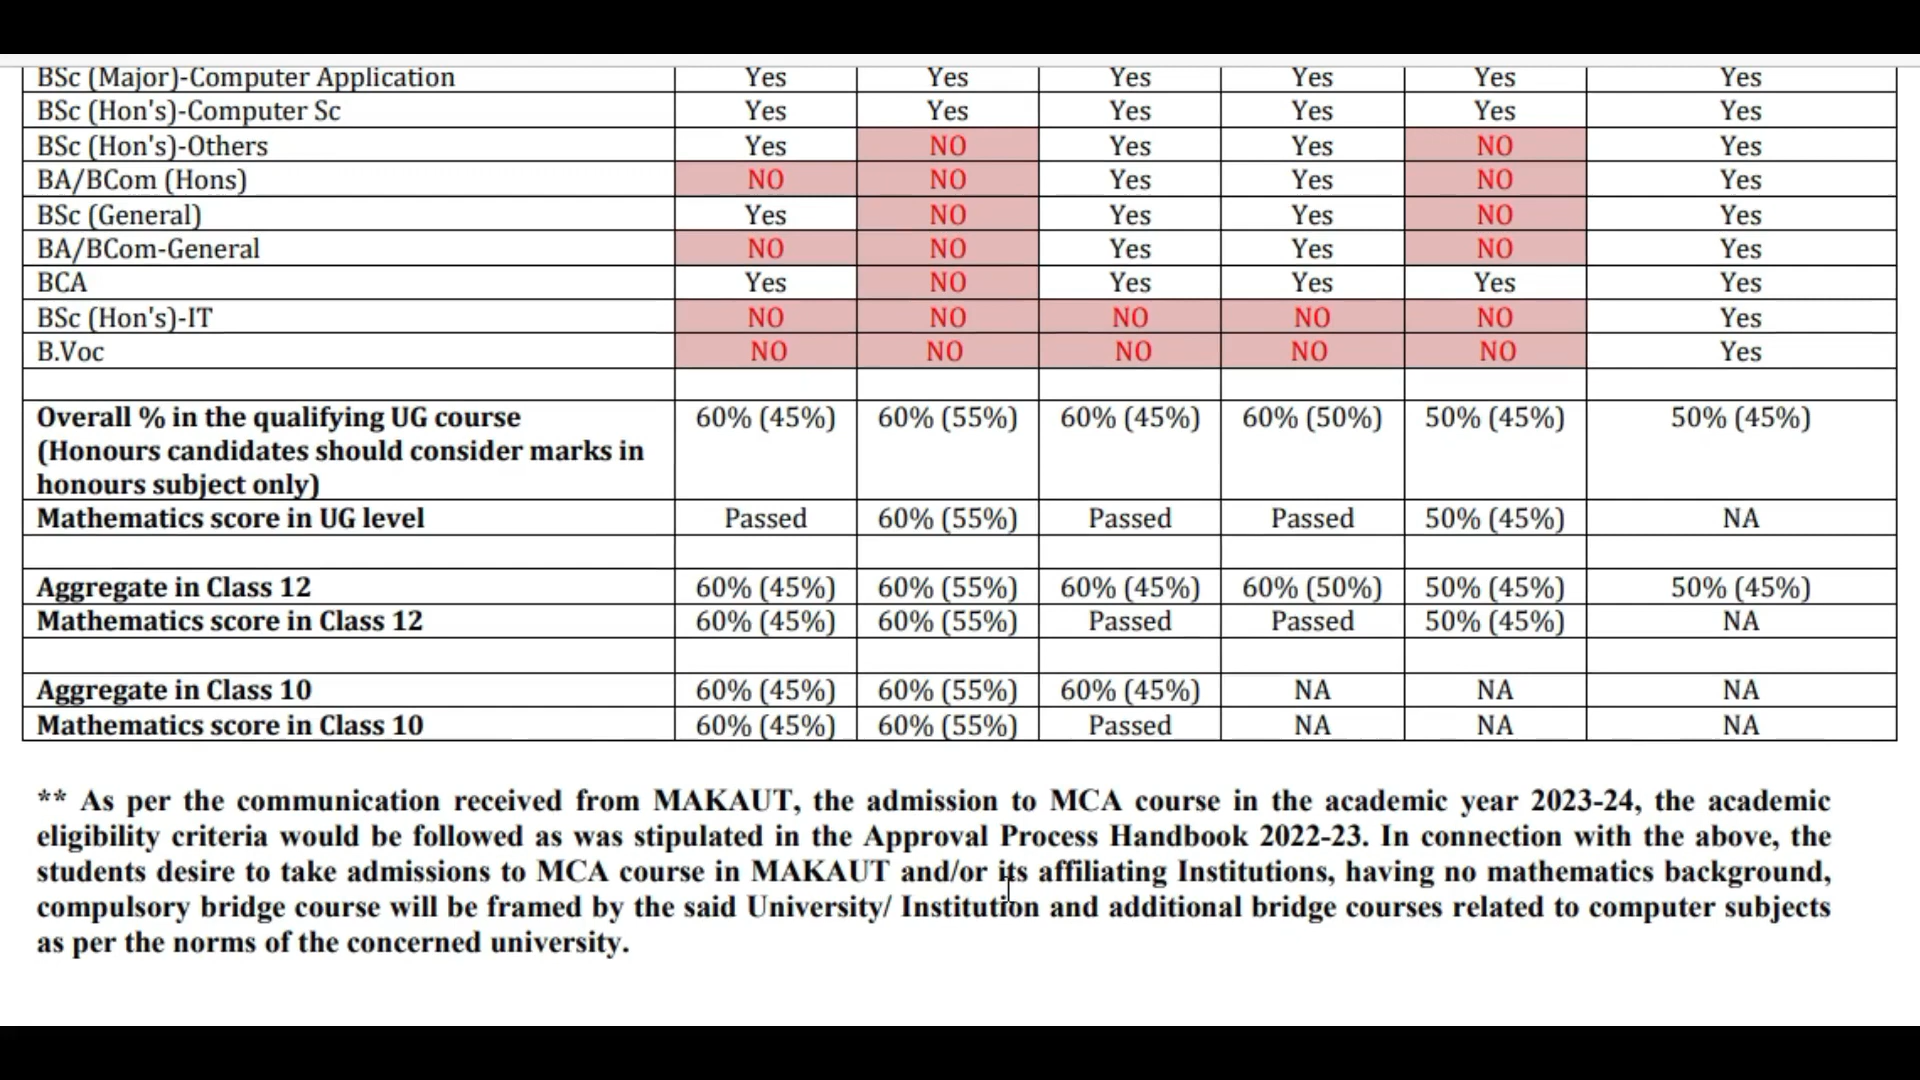 BSc (Major)-Computer Application Yes Yes Yes Yes Yes Yes
BSc (Hon's)-Computer Sc Yes Yes Yes Yes Yes Yes
BSc (Hon's)-Others Yes NO Yes Yes NO Yes
BA/BCom (Hons) NO NO Yes Yes NO Yes
BSc (General) Yes NO Yes Yes NO Yes
BA/BCom-General NO NO Yes Yes NO Yes
BCA Yes NO Yes Yes Yes Yes
BSc (Hon's)-IT NO NO NO NO NO Yes
B.Voc NO NO NO NO NO Yes
Overall % in the qualifying UG course 60% (45%) 60% (55%) 60% (45%) 60% (50%) 50% (45%) 50% (45%)
(Honours candidates should consider marks in
honours subject only)
Mathematics score in UG level Passed 60% (55%) Passed Passed 50% (45%) NA
Aggregate in Class 12 60% (45%) 60% (55%) 60% (45%) 60% (50%) 50% (45%) 50% (45%)
Mathematics score in Class 12 60% (45%) 60% (55%) Passed Passed 50% (45%) NA
Aggregate in Class 10 60% (45%) 60% (55%) 60% (45%) NA NA NA
Mathematics score in Class 10 60% (45%) 60% (55%) Passed NA NA NA
** As per the communication received from MAKAUT, the admission to MCA course in the academic year 2023-24, the academic
eligibility criteria would be followed as was stipulated in the Approval Process Handbook 2022-23. In connection with the above, the
students desire to take admissions to MCA course in MAKAUT and/or its affiliating Institutions, having no mathematics background,
compulsory bridge course will be framed by the said University/ Institution and additional bridge courses related to computer subjects
as per the norms of the concerned university.